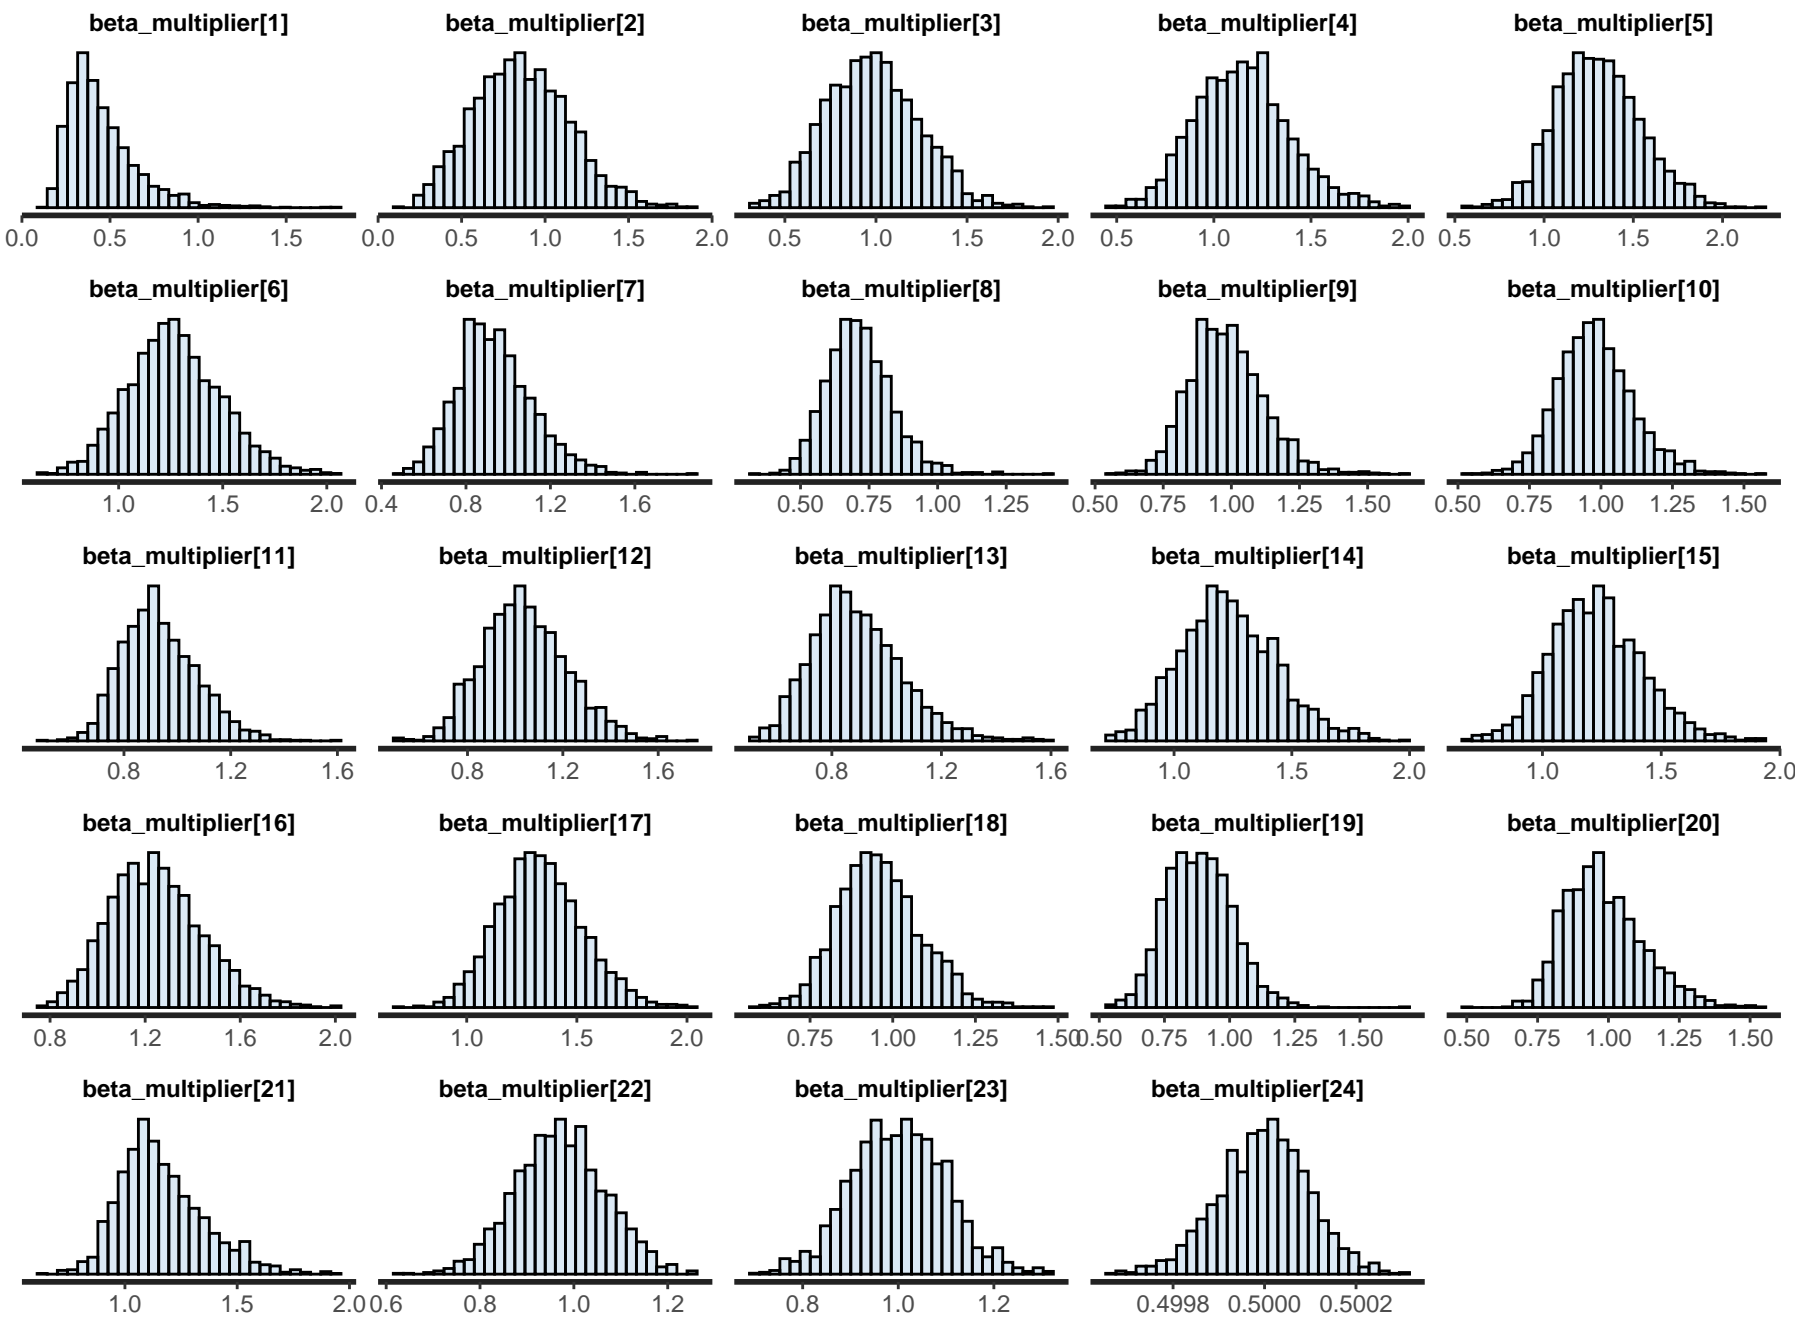 beta_multiplier[1] beta_multiplier[2] beta_multiplier[3] beta_multiplier[4] beta_multiplier[5]
0.0 0.5 1.0 1.5 0.0 0.5 1.0 1.5 2.0 0.5 1.0 1.5 2.0 0.5 1.0 1.5 2.0 0.5 1.0 1.5 2.0
beta_multiplier[6] beta_multiplier[7] beta_multiplier[8] beta_multiplier[9] beta_multiplier[10]
1.0 1.5 2.0 0.4 0.8 1.2 1.6 0.50 0.75 1.00 1.25 0.50 0.75 1.00 1.25 1.50 0.50 0.75 1.00 1.25 1.50
beta_multiplier[11] beta_multiplier[12] beta_multiplier[13] beta_multiplier[14] beta_multiplier[15]
0.8 1.2 1.6 0.8 1.2 1.6 0.8 1.2 1.6 1.0 1.5 2.0 1.0 1.5 2.0
beta_multiplier[16] beta_multiplier[17] beta_multiplier[18] beta_multiplier[19] beta_multiplier[20]
0.8 1.2 1.6 2.0 1.0 1.5 2.0 0.75 1.00 1.25 1.50 0.50 0.75 1.00 1.25 1.50 0.50 0.75 1.00 1.25 1.50
beta_multiplier[21] beta_multiplier[22] beta_multiplier[23] beta_multiplier[24]
1.0 1.5 2.0 0.6 0.8 1.0 1.2 0.8 1.0 1.2 0.4998 0.5000 0.5002